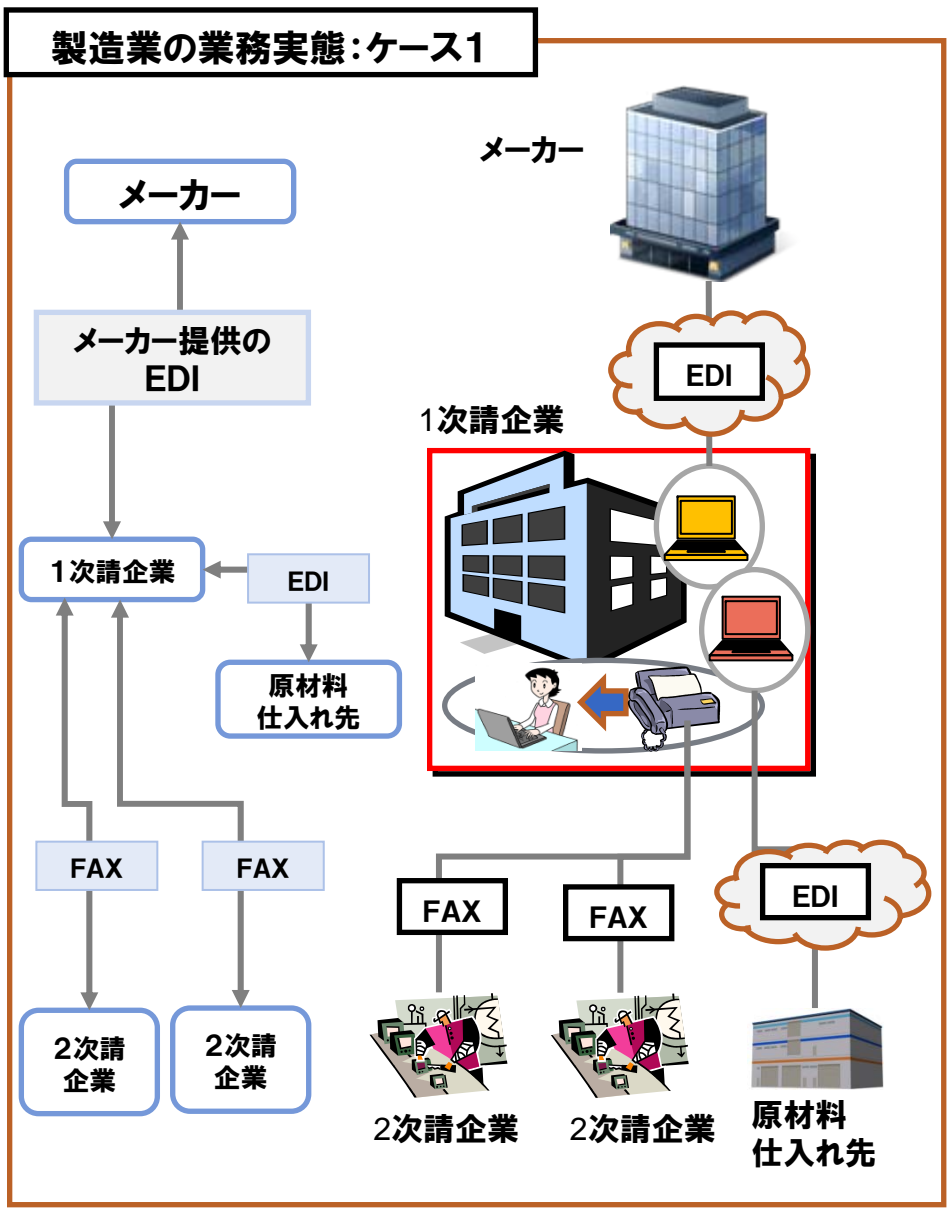 製造業の業務実態:ケース1
メーカー
メーカー提供の
EDI
1次請企業
EDI
原材料
仕入れ先
FAX
FAX
2次請
企業
2次請
企業
メーカー
EDI
1次請企業
FAX
FAX
EDI
2次請企業
2次請企業
原材料
仕入れ先